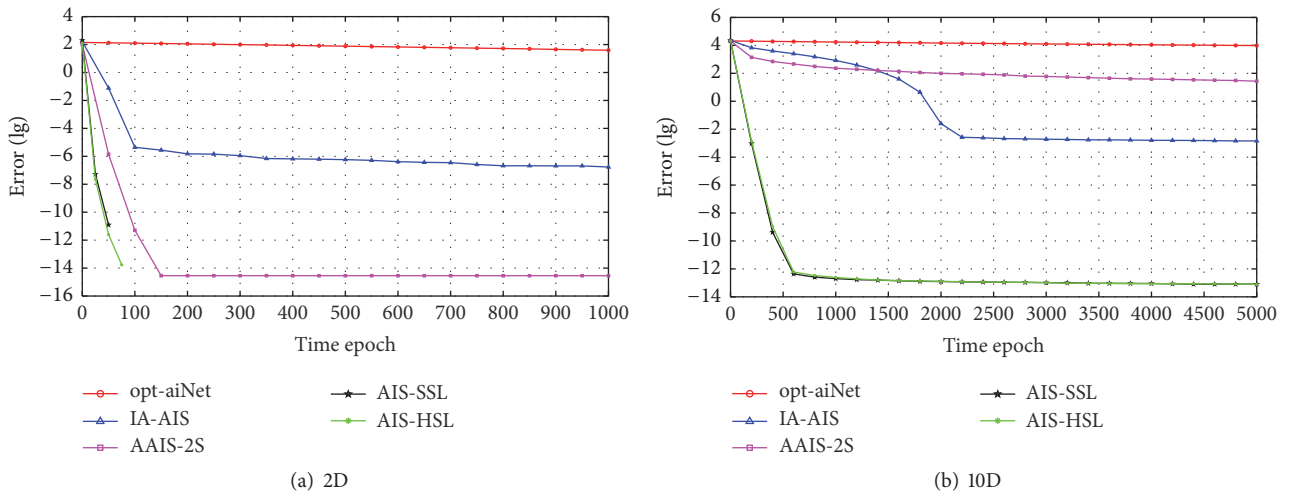 4
2
0
−2
−4
−6
−8
−10
−12
−14
−16
Error (lg)
0 100 200 300 400 500 600 700 800 900 1000
Time epoch
opt-aiNet
IA-AIS
AAIS-2S
AIS-SSL
AIS-HSL
(a) 2D
6
4
2
0
−2
−4
−6
−8
−10
−12
−14
Error (lg)
0 500 1000 1500 2000 2500 3000 3500 4000 4500 5000
Time epoch
opt-aiNet
IA-AIS
AAIS-2S
AIS-SSL
AIS-HSL
(b) 10D